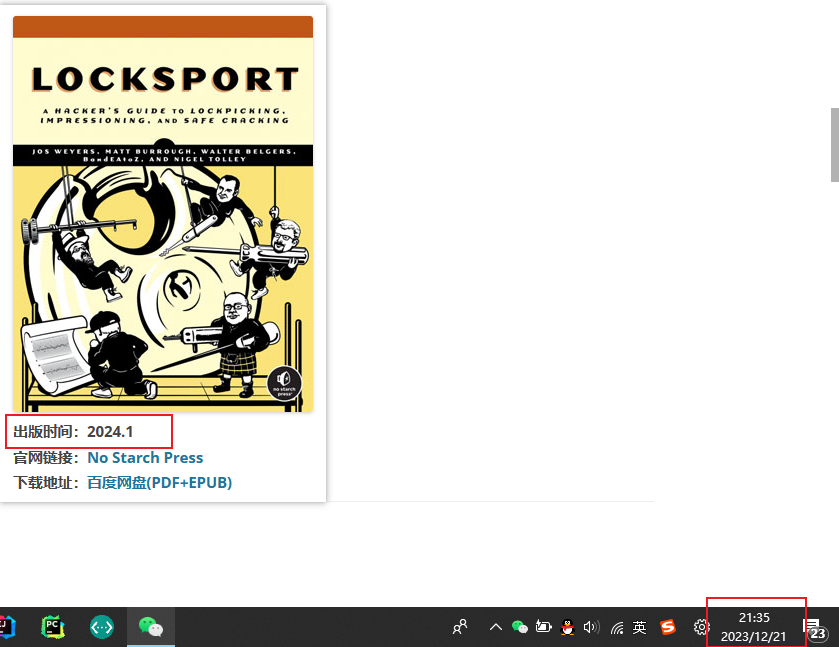 LOCKSPORT
A HACKER'S GUIDE TO LOCKPICKING,
IMPRESSIONING, AND SAFE CRACKING
JOS WEYERS, MATT BURROUGH, WALTER BELGERS,
BandEAtoZ, AND NIGEL TOLLEY
no starch
press
出版时间：2024.1
官网链接：No Starch Press
下载地址：百度网盘(PDF+EPUB)
PC
英
21:35
2023/12/21
23